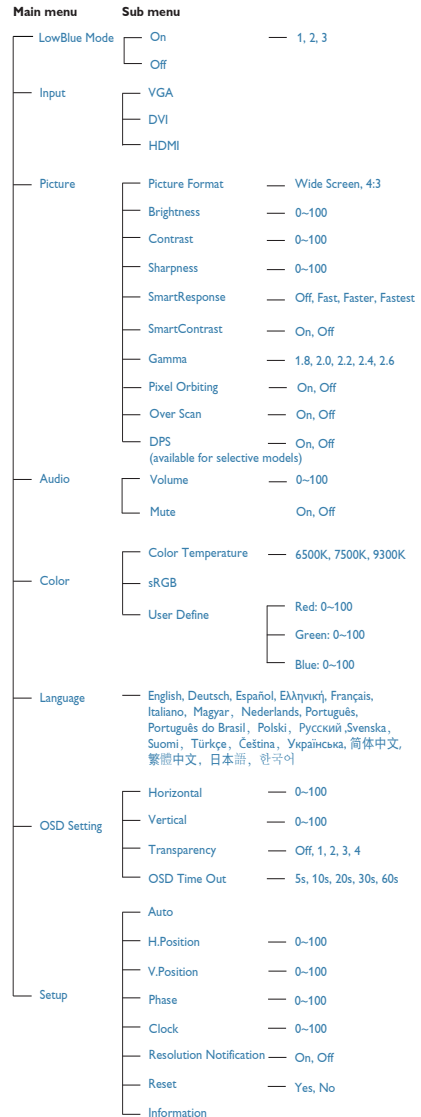 Main menu Sub menu
LowBlue Mode On 1, 2, 3
Off
Input VGA
DVI
HDMI
Picture Picture Format Wide Screen, 4:3
Brightness 0~100
Contrast 0~100
Sharpness 0~100
SmartResponse Off, Fast, Faster, Fastest
SmartContrast On, Off
Gamma 1.8, 2.0, 2.2, 2.4, 2.6
Pixel Orbiting On, Off
Over Scan On, Off
DPS On, Off
(available for selective models)
Audio Volume 0~100
Mute On, Off
Color Temperature 6500K, 7500K, 9300K
Color sRGB
User Define Red: 0~100
Green: 0~100
Blue: 0~100
Language English, Deutsch, Español, Ελληνική, Français,
Italiano, Magyar, Nederlands, Português,
Português do Brasil, Polski, Русский ,Svenska,
Suomi, Türkçe, Čeština, Українська, 简体中文,
繁體中文, 日本語, 한국어
Horizontal 0~100
OSD Setting Vertical 0~100
Transparency Off, 1, 2, 3, 4
OSD Time Out 5s, 10s, 20s, 30s, 60s
Auto
H.Position 0~100
V.Position 0~100
Setup Phase 0~100
Clock 0~100
Resolution Notification On, Off
Reset Yes, No
Information